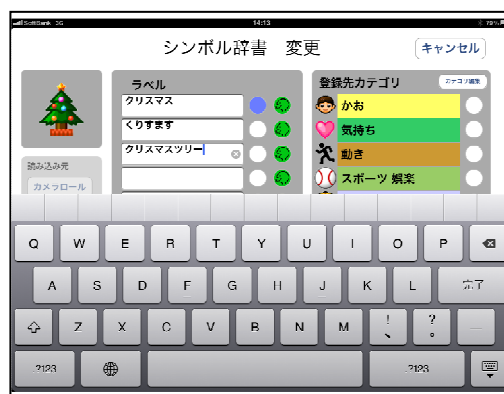 SoftBank 3G 14:13 79%
シンボル辞書 変更 キャンセル
ラベル
クリスマス
くりすます
クリスマスツリー
読み込み元
カメラロール
登録先カテゴリ カテゴリ編集
かお
気持ち
動き
スポーツ 娯楽
Q W E R T Y U I O P
A S D F G H J K L 完了
Z X C V B N M ! 、 ? 。
.?123 .?123